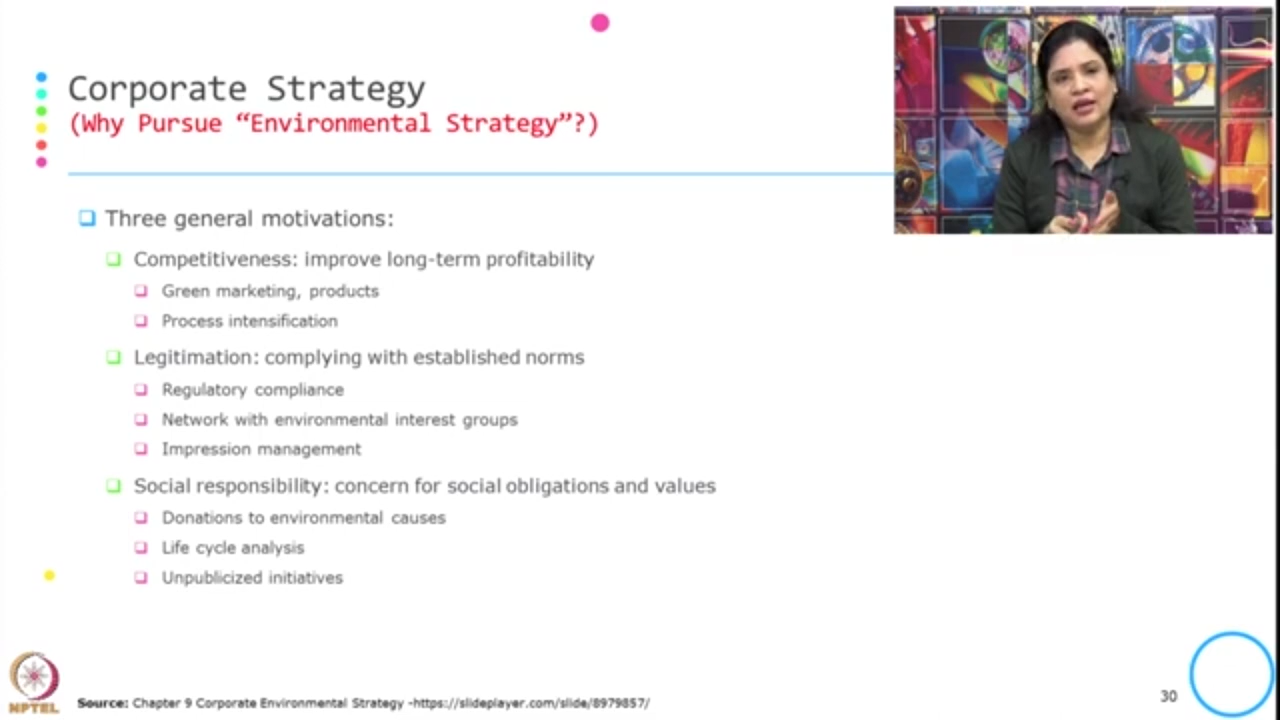 Corporate Strategy
(Why Pursue “Environmental Strategy”?)
Three general motivations:
Competitiveness: improve long-term profitability
Green marketing, products
Process intensification
Legitimation: complying with established norms
Regulatory compliance
Network with environmental interest groups
Impression management
Social responsibility: concern for social obligations and values
Donations to environmental causes
Life cycle analysis
Unpublicized initiatives
NPTEL
Source: Chapter 9 Corporate Environmental Strategy -https://slideplayer.com/slide/8979857/
30